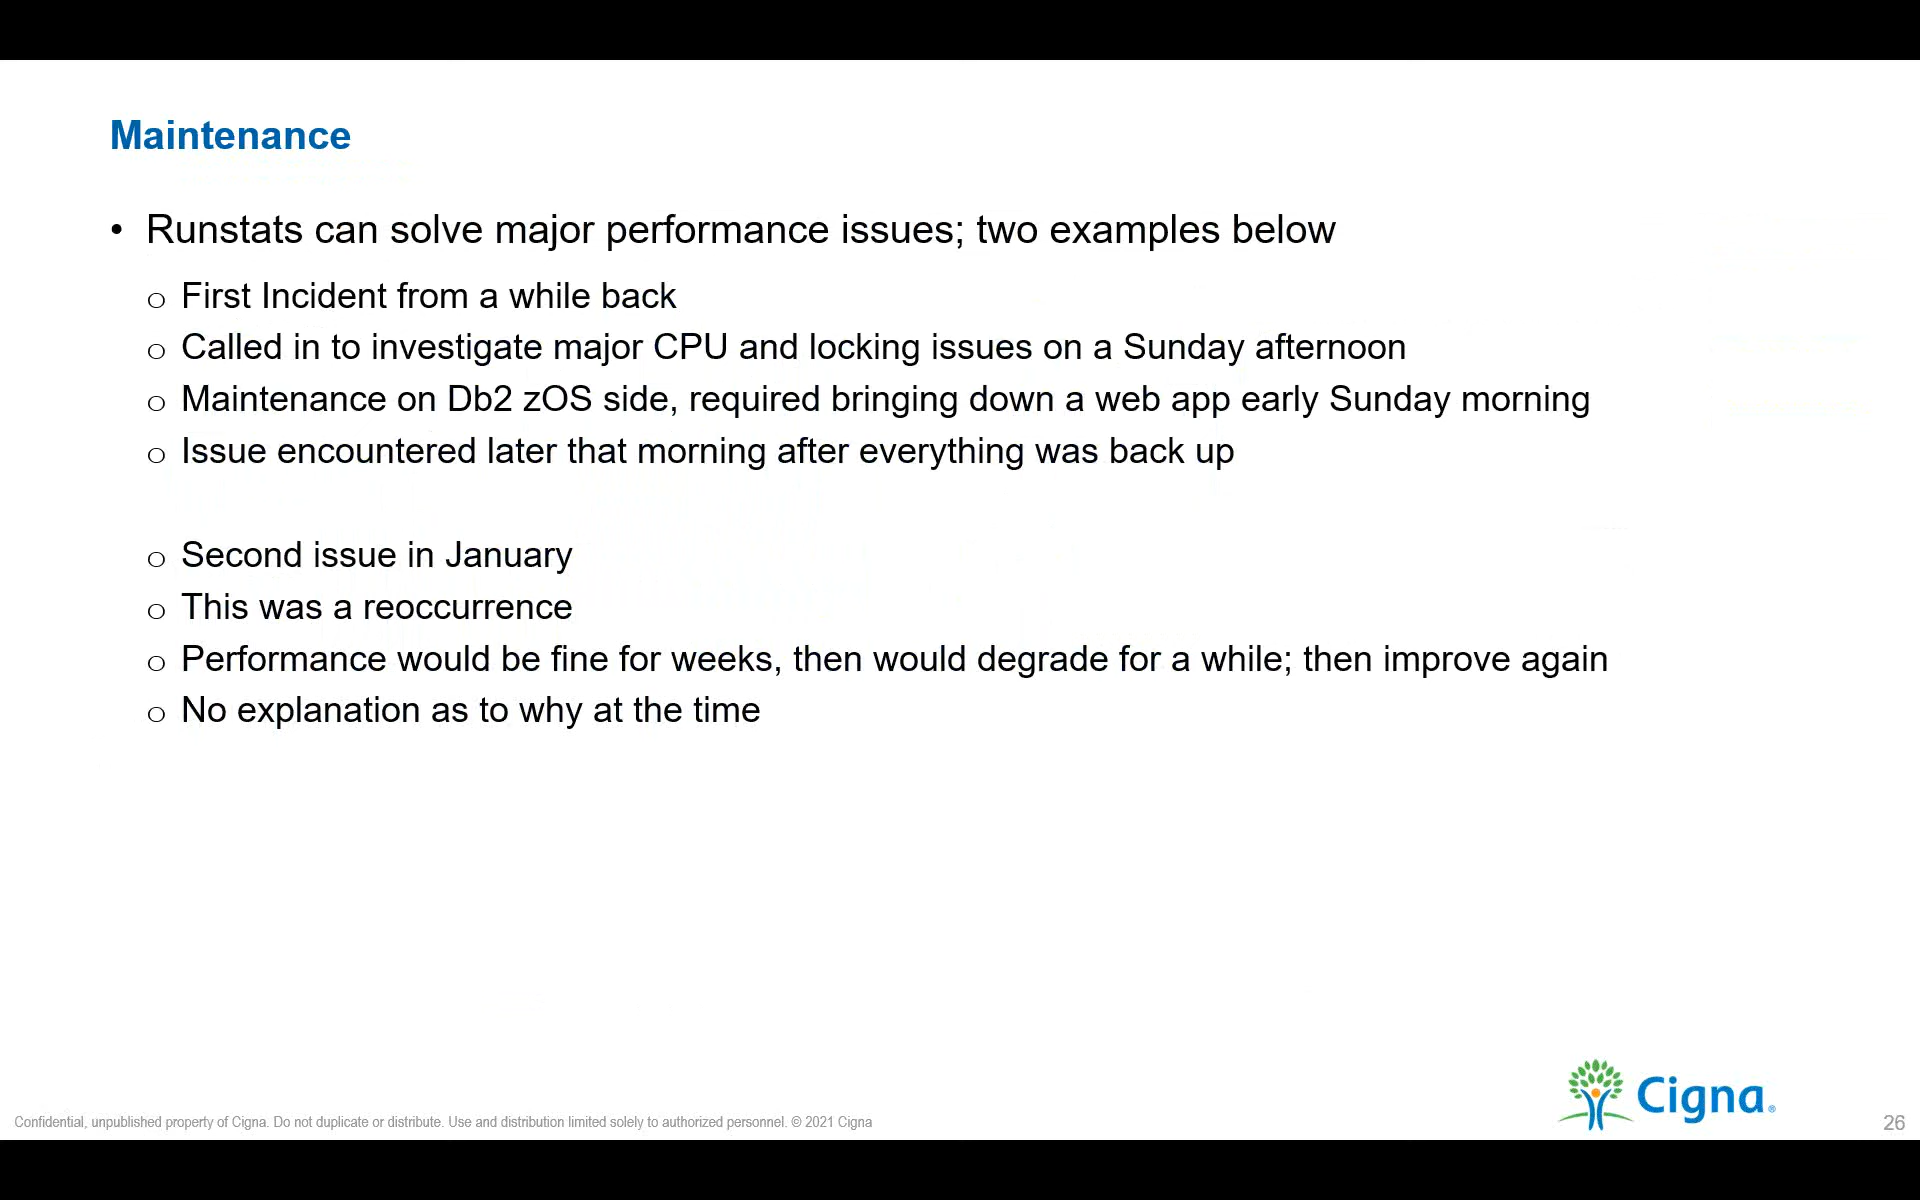 Maintenance
• Runstats can solve major performance issues; two examples below
o First Incident from a while back
o Called in to investigate major CPU and locking issues on a Sunday afternoon
o Maintenance on Db2 zOS side, required bringing down a web app early Sunday morning
o Issue encountered later that morning after everything was back up
o Second issue in January
o This was a reoccurrence
o Performance would be fine for weeks, then would degrade for a while; then improve again
o No explanation as to why at the time
Cigna®
Confidential, unpublished property of Cigna. Do not duplicate or distribute. Use and distribution limited solely to authorized personnel. © 2021 Cigna
26